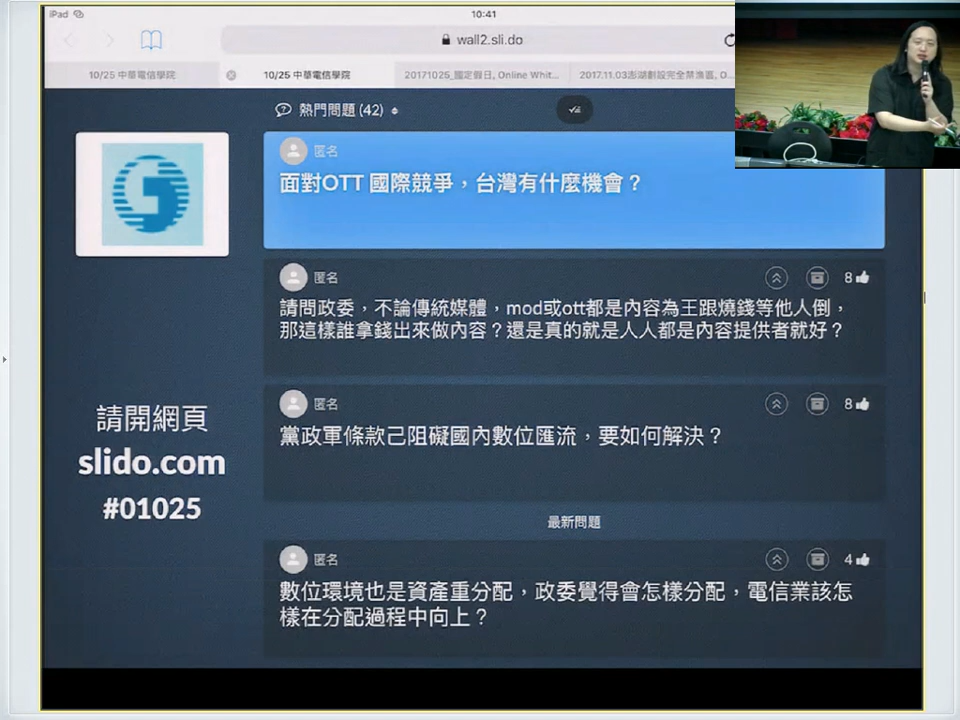 iPad
10:41
wall2.sli.do
10/25 中華電信學院
10/25 中華電信學院
20171025_國定假日, Online Whit...
2017.11.03澎湖劃設完全禁漁區, O...
熱門問題 (42)
匿名
面對OTT 國際競爭，台灣有什麼機會？
匿名
8
請問政委，不論傳統媒體，mod或ott都是內容為王跟燒錢等他人倒，
那這樣誰拿錢出來做內容？還是真的就是人人都是內容提供者就好？
匿名
8
黨政軍條款己阻礙國內數位匯流，要如何解決？
最新問題
匿名
4
數位環境也是資產重分配，政委覺得會怎樣分配，電信業該怎
樣在分配過程中向上？
請開網頁
slido.com
#01025